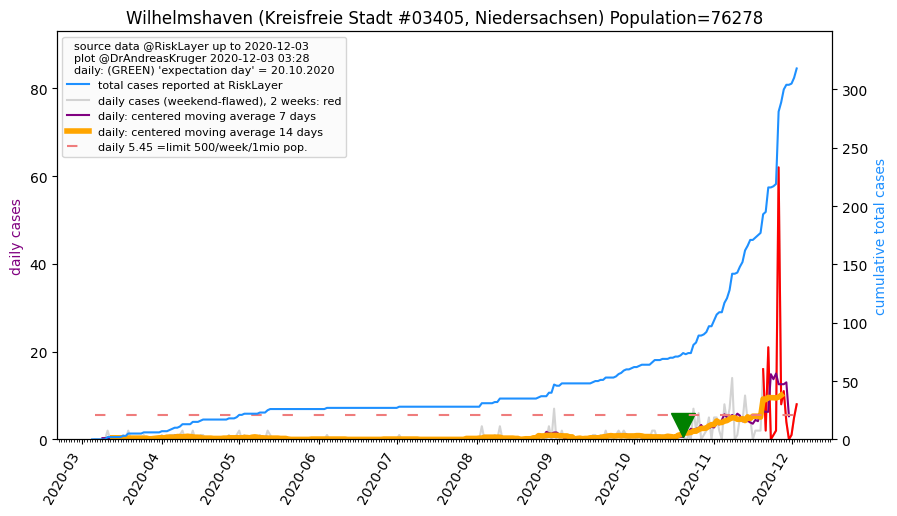 Wilhelmshaven (Kreisfreie Stadt #03405, Niedersachsen) Population=76278
source data @RiskLayer up to 2020-12-03
plot @DrAndreasKruger 2020-12-03 03:28
daily: (GREEN) 'expectation day' = 20.10.2020
total cases reported at RiskLayer
daily cases (weekend-flawed), 2 weeks: red
daily: centered moving average 7 days
daily: centered moving average 14 days
daily 5.45 =limit 500/week/1mio pop.
daily cases
80
60
40
20
0
cumulative total cases
300
250
200
150
100
50
0
2020-03
2020-04
2020-05
2020-06
2020-07
2020-08
2020-09
2020-10
2020-11
2020-12